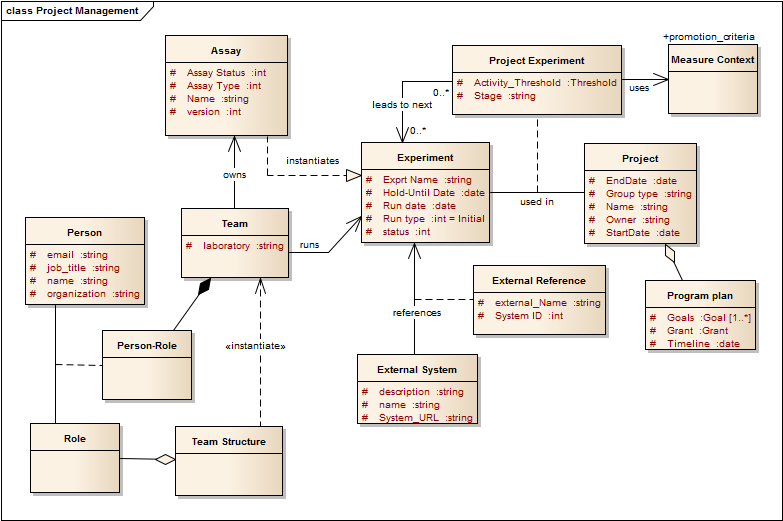 class Project Management
Assay
# Assay Status :int
# Assay Type :int
# Name :string
# version :int
Project Experiment
# Activity_Threshold :Threshold
# Stage :string
+promotion_criteria
Measure Context
uses
0..*
leads to next
0..*
instantiates
owns
Experiment
# Exprt Name :string
# Hold-Until Date :date
# Run date :date
# Run type :int = Initial
# status :int
used in
Project
# EndDate :date
# Group type :string
# Name :string
# Owner :string
# StartDate :date
Team
# laboratory :string
runs
Person
# email :string
# job_title :string
# name :string
# organization :string
External Reference
# external_Name :string
# System ID :int
references
Program plan
# Goals :Goal [1..*]
# Grant :Grant
# Timeline :date
Person-Role
«instantiate»
External System
# description :string
# name :string
# System_URL :string
Role
Team Structure